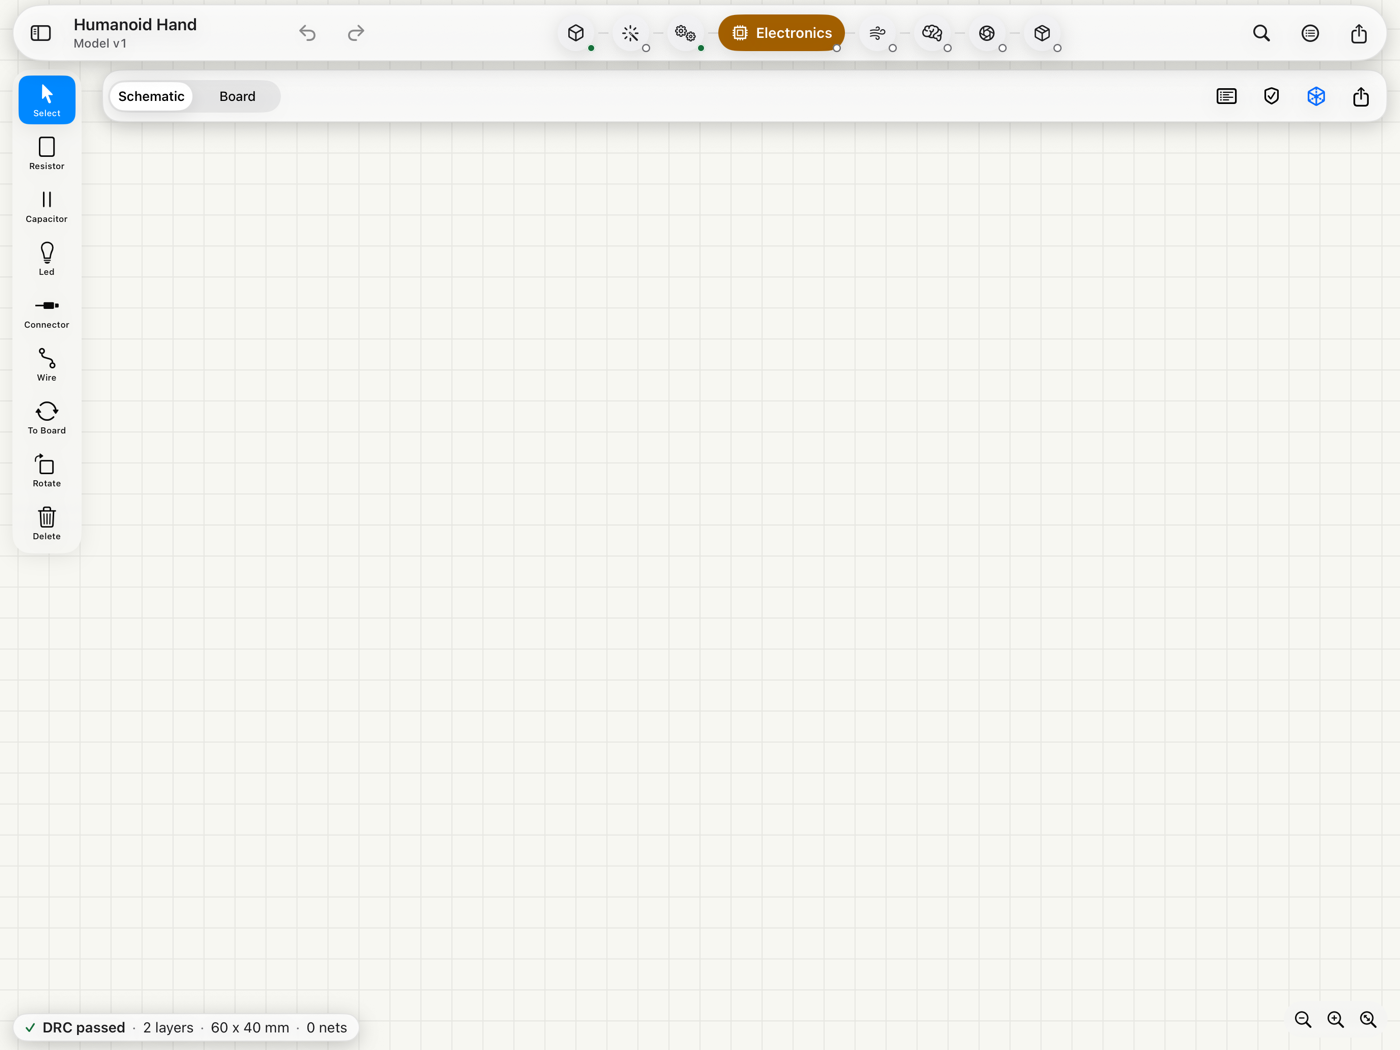 Humanoid Hand
Model v1
Electronics
Schematic
Board
Select
Resistor
Capacitor
Led
Connector
Wire
To Board
Rotate
Delete
DRC passed · 2 layers · 60 x 40 mm · 0 nets